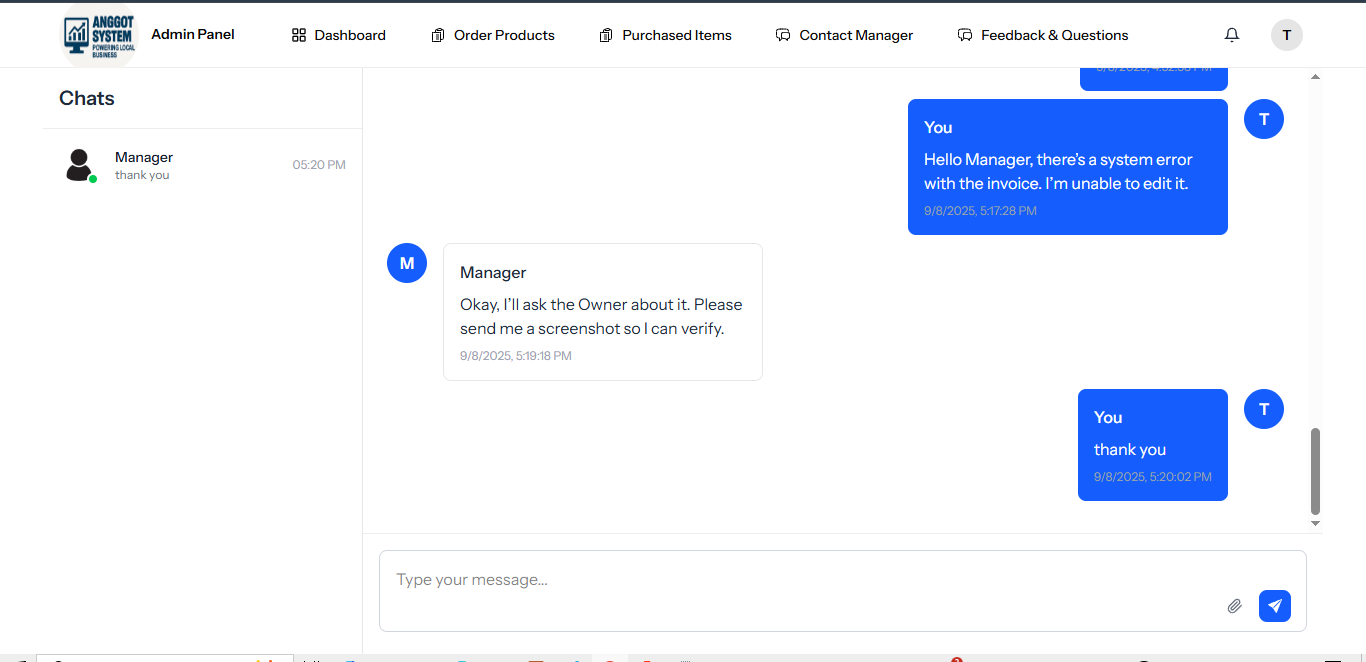 ANGGOT
SYSTEM
POWERING LOCAL
BUSINESS
Admin Panel
Dashboard
Order Products
Purchased Items
Contact Manager
Feedback & Questions
T
Chats
Manager
thank you
05:20 PM
You
Hello Manager, there’s a system error
with the invoice. I’m unable to edit it.
9/8/2025, 5:17:28 PM
T
M
Manager
Okay, I’ll ask the Owner about it. Please
send me a screenshot so I can verify.
9/8/2025, 5:19:18 PM
You
thank you
9/8/2025, 5:20:02 PM
T
Type your message...